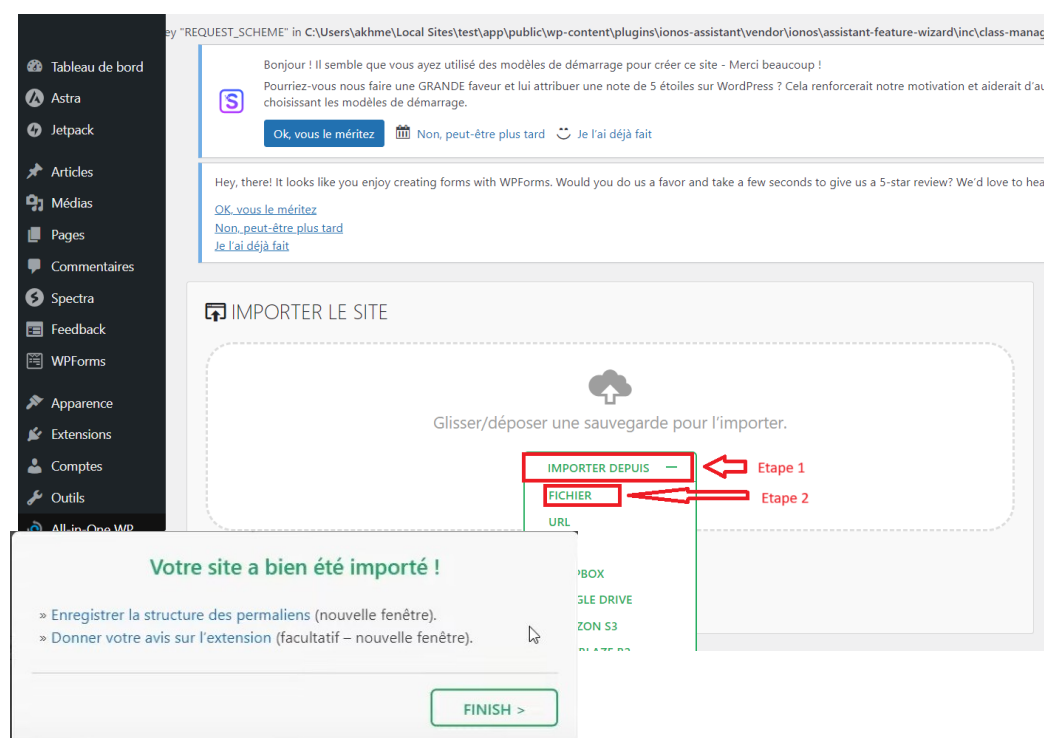 ey "REQUEST_SCHEME" in C:\Users\akhme\Local Sites\test\app\public\wp-content\plugins\ionos-assistant\vendor\ionos\assistant-feature-wizard\inc\class-manag
Tableau de bord
Astra
Jetpack
Articles
Médias
Pages
Commentaires
Spectra
Feedback
WPForms
Apparence
Extensions
Comptes
Outils
All-in-One WP
Bonjour ! Il semble que vous ayez utilisé des modèles de démarrage pour créer ce site - Merci beaucoup !
Pourriez-vous nous faire une GRANDE faveur et lui attribuer une note de 5 étoiles sur WordPress ? Cela renforcerait notre motivation et aiderait d'au
choisissant les modèles de démarrage.
Ok, vous le méritez Non, peut-être plus tard Je l'ai déjà fait
Hey, there! It looks like you enjoy creating forms with WPForms. Would you do us a favor and take a few seconds to give us a 5-star review? We'd love to hea
OK, vous le méritez
Non, peut-être plus tard
Je l'ai déjà fait
IMPORTER LE SITE
Glisser/déposer une sauvegarde pour l'importer.
IMPORTER DEPUIS — Etape 1
FICHIER Etape 2
URL
PBOX
GLE DRIVE
ZON S3
Votre site a bien été importé !
» Enregistrer la structure des permaliens (nouvelle fenêtre).
» Donner votre avis sur l'extension (facultatif – nouvelle fenêtre).
FINISH >